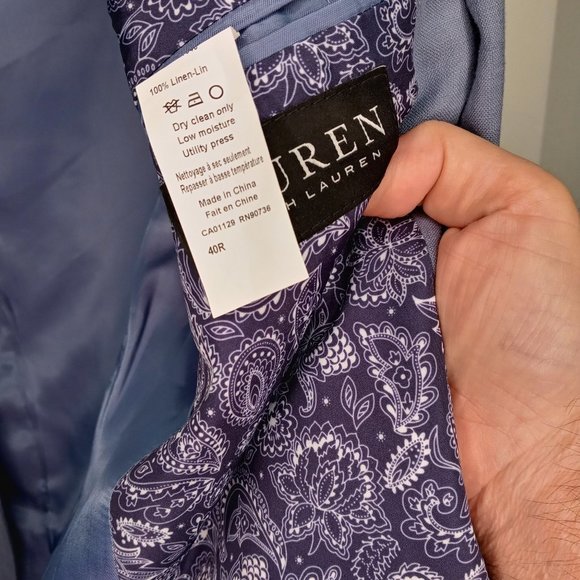 100% Linen-Lin
Dry clean only
Low moisture
Utility press
Nettoyage à sec seulement
Repasser à basse température
Made in China
Fait en Chine
CA01129 RN90736
40R
UREN
H LAUREN